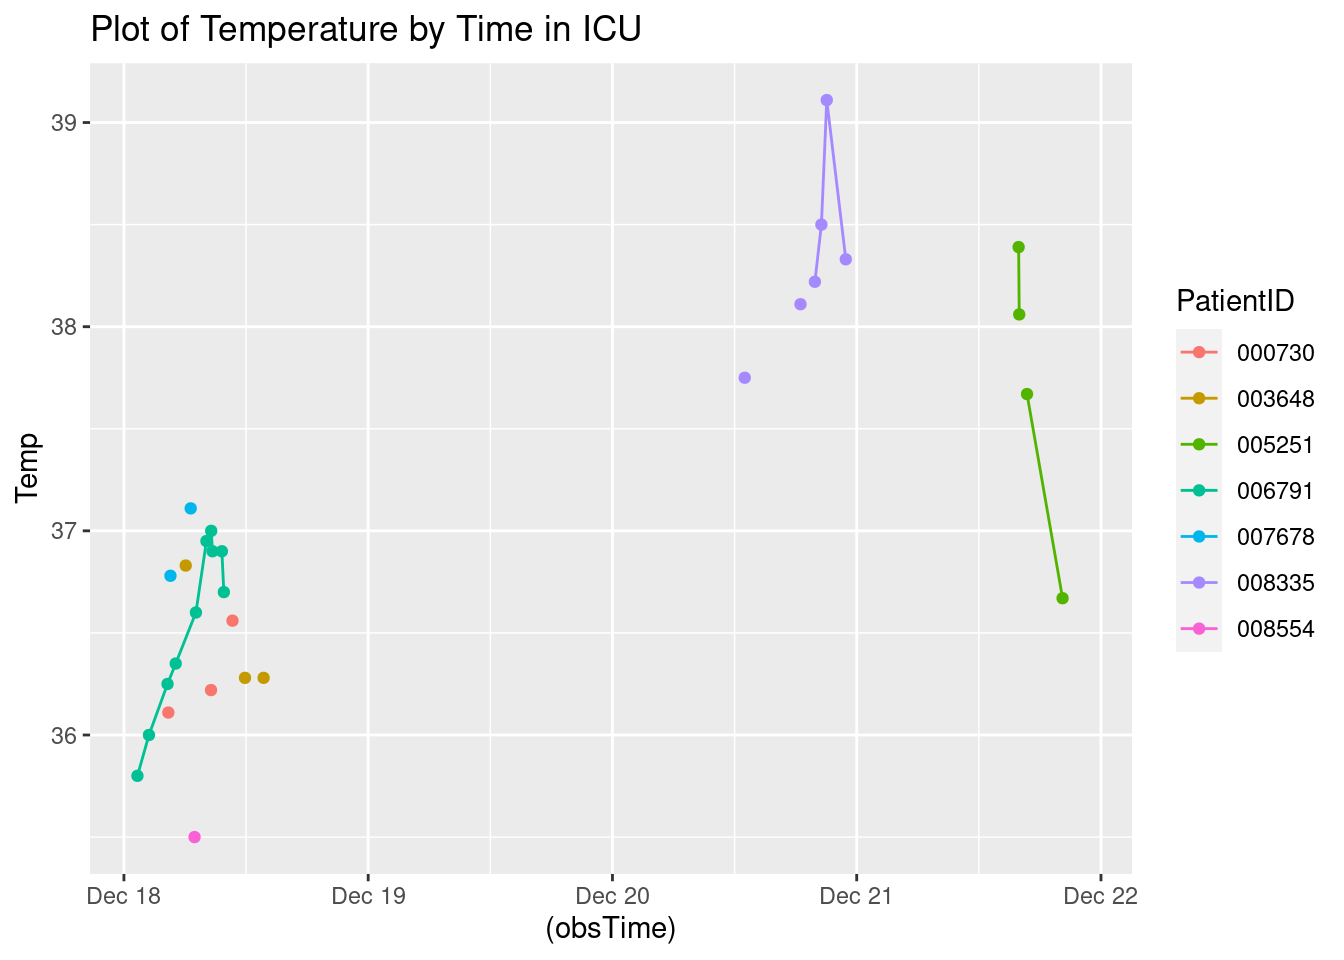 Plot of Temperature by Time in ICU
39
38
37
36
Temp
Dec 18
Dec 19
Dec 20
Dec 21
Dec 22
(obsTime)
PatientID
000730
003648
005251
006791
007678
008335
008554